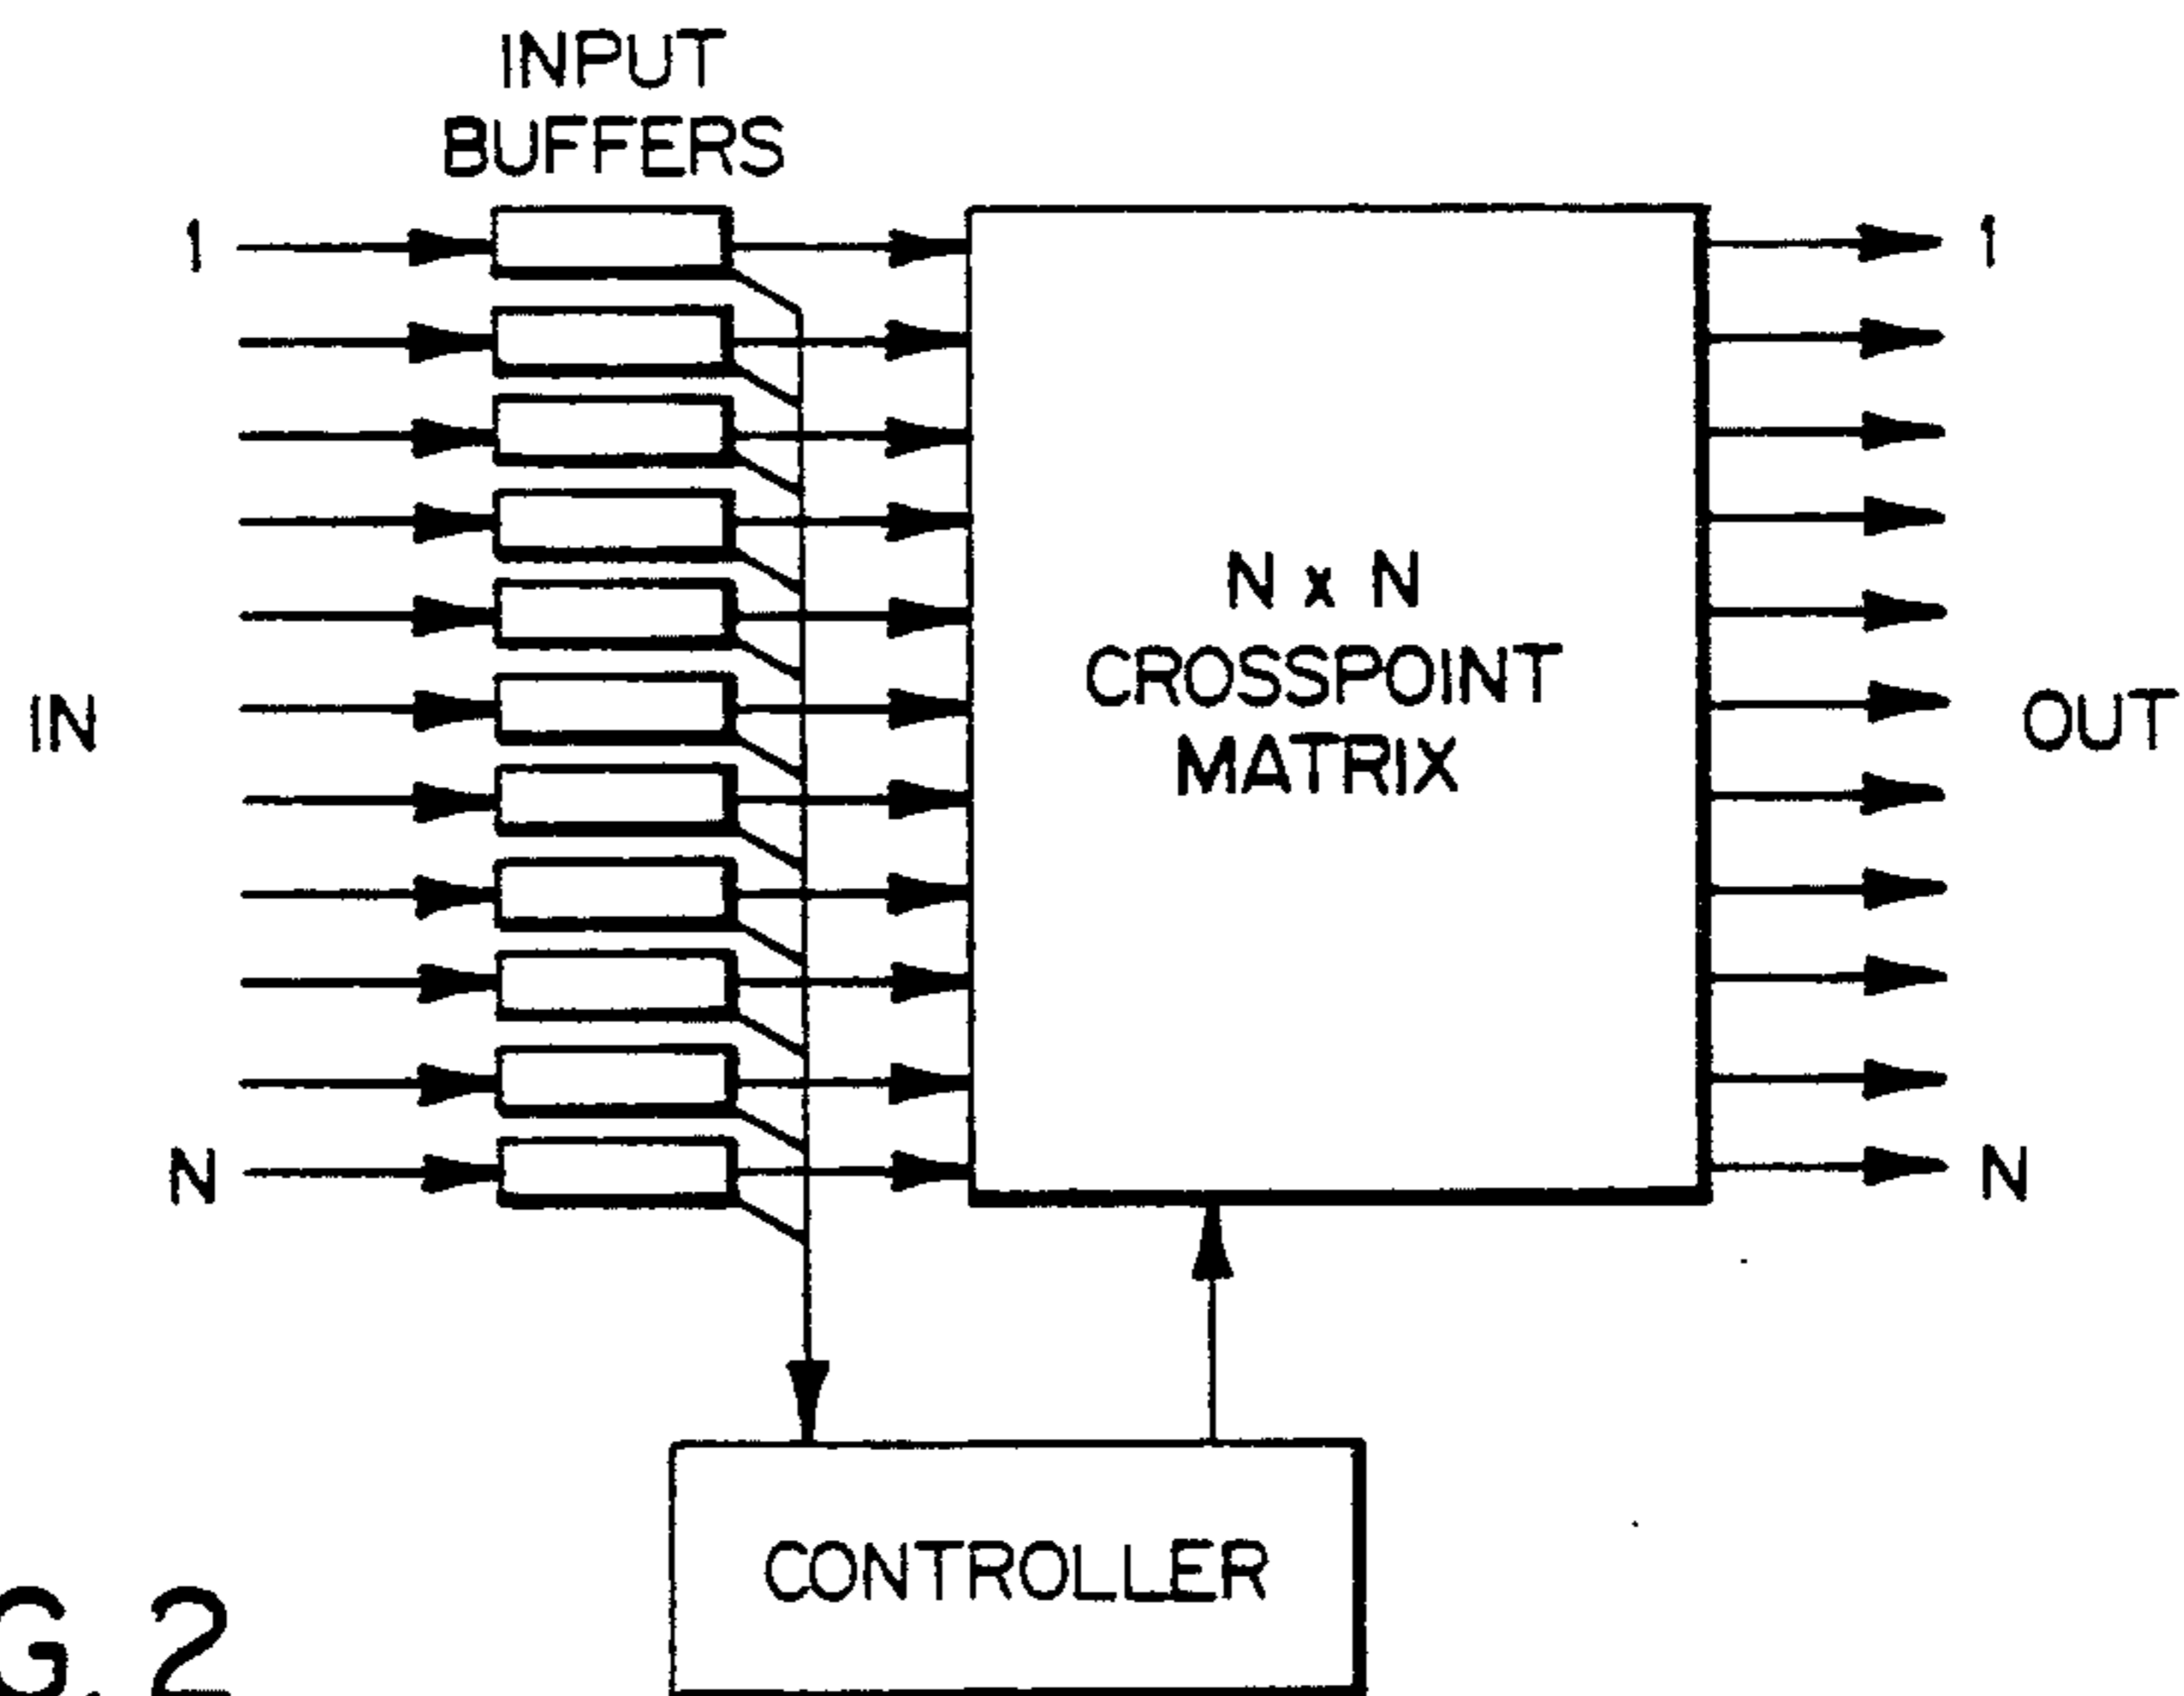 INPUT
BUFFERS
1
1
N x N
CROSSPOINT
MATRIX
IN
OUT
N
N
CONTROLLER
G. 2